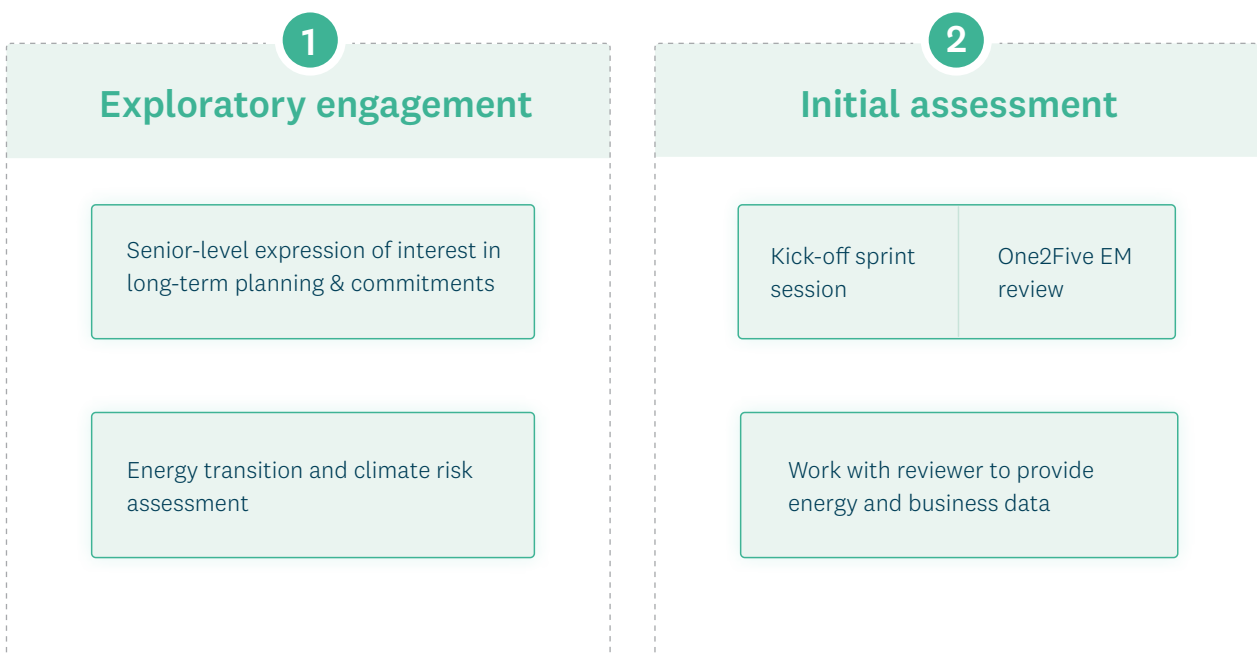 1
Exploratory engagement
Senior-level expression of interest in
long-term planning & commitments
Energy transition and climate risk
assessment
2
Initial assessment
Kick-off sprint
session
One2Five EM
review
Work with reviewer to provide
energy and business data